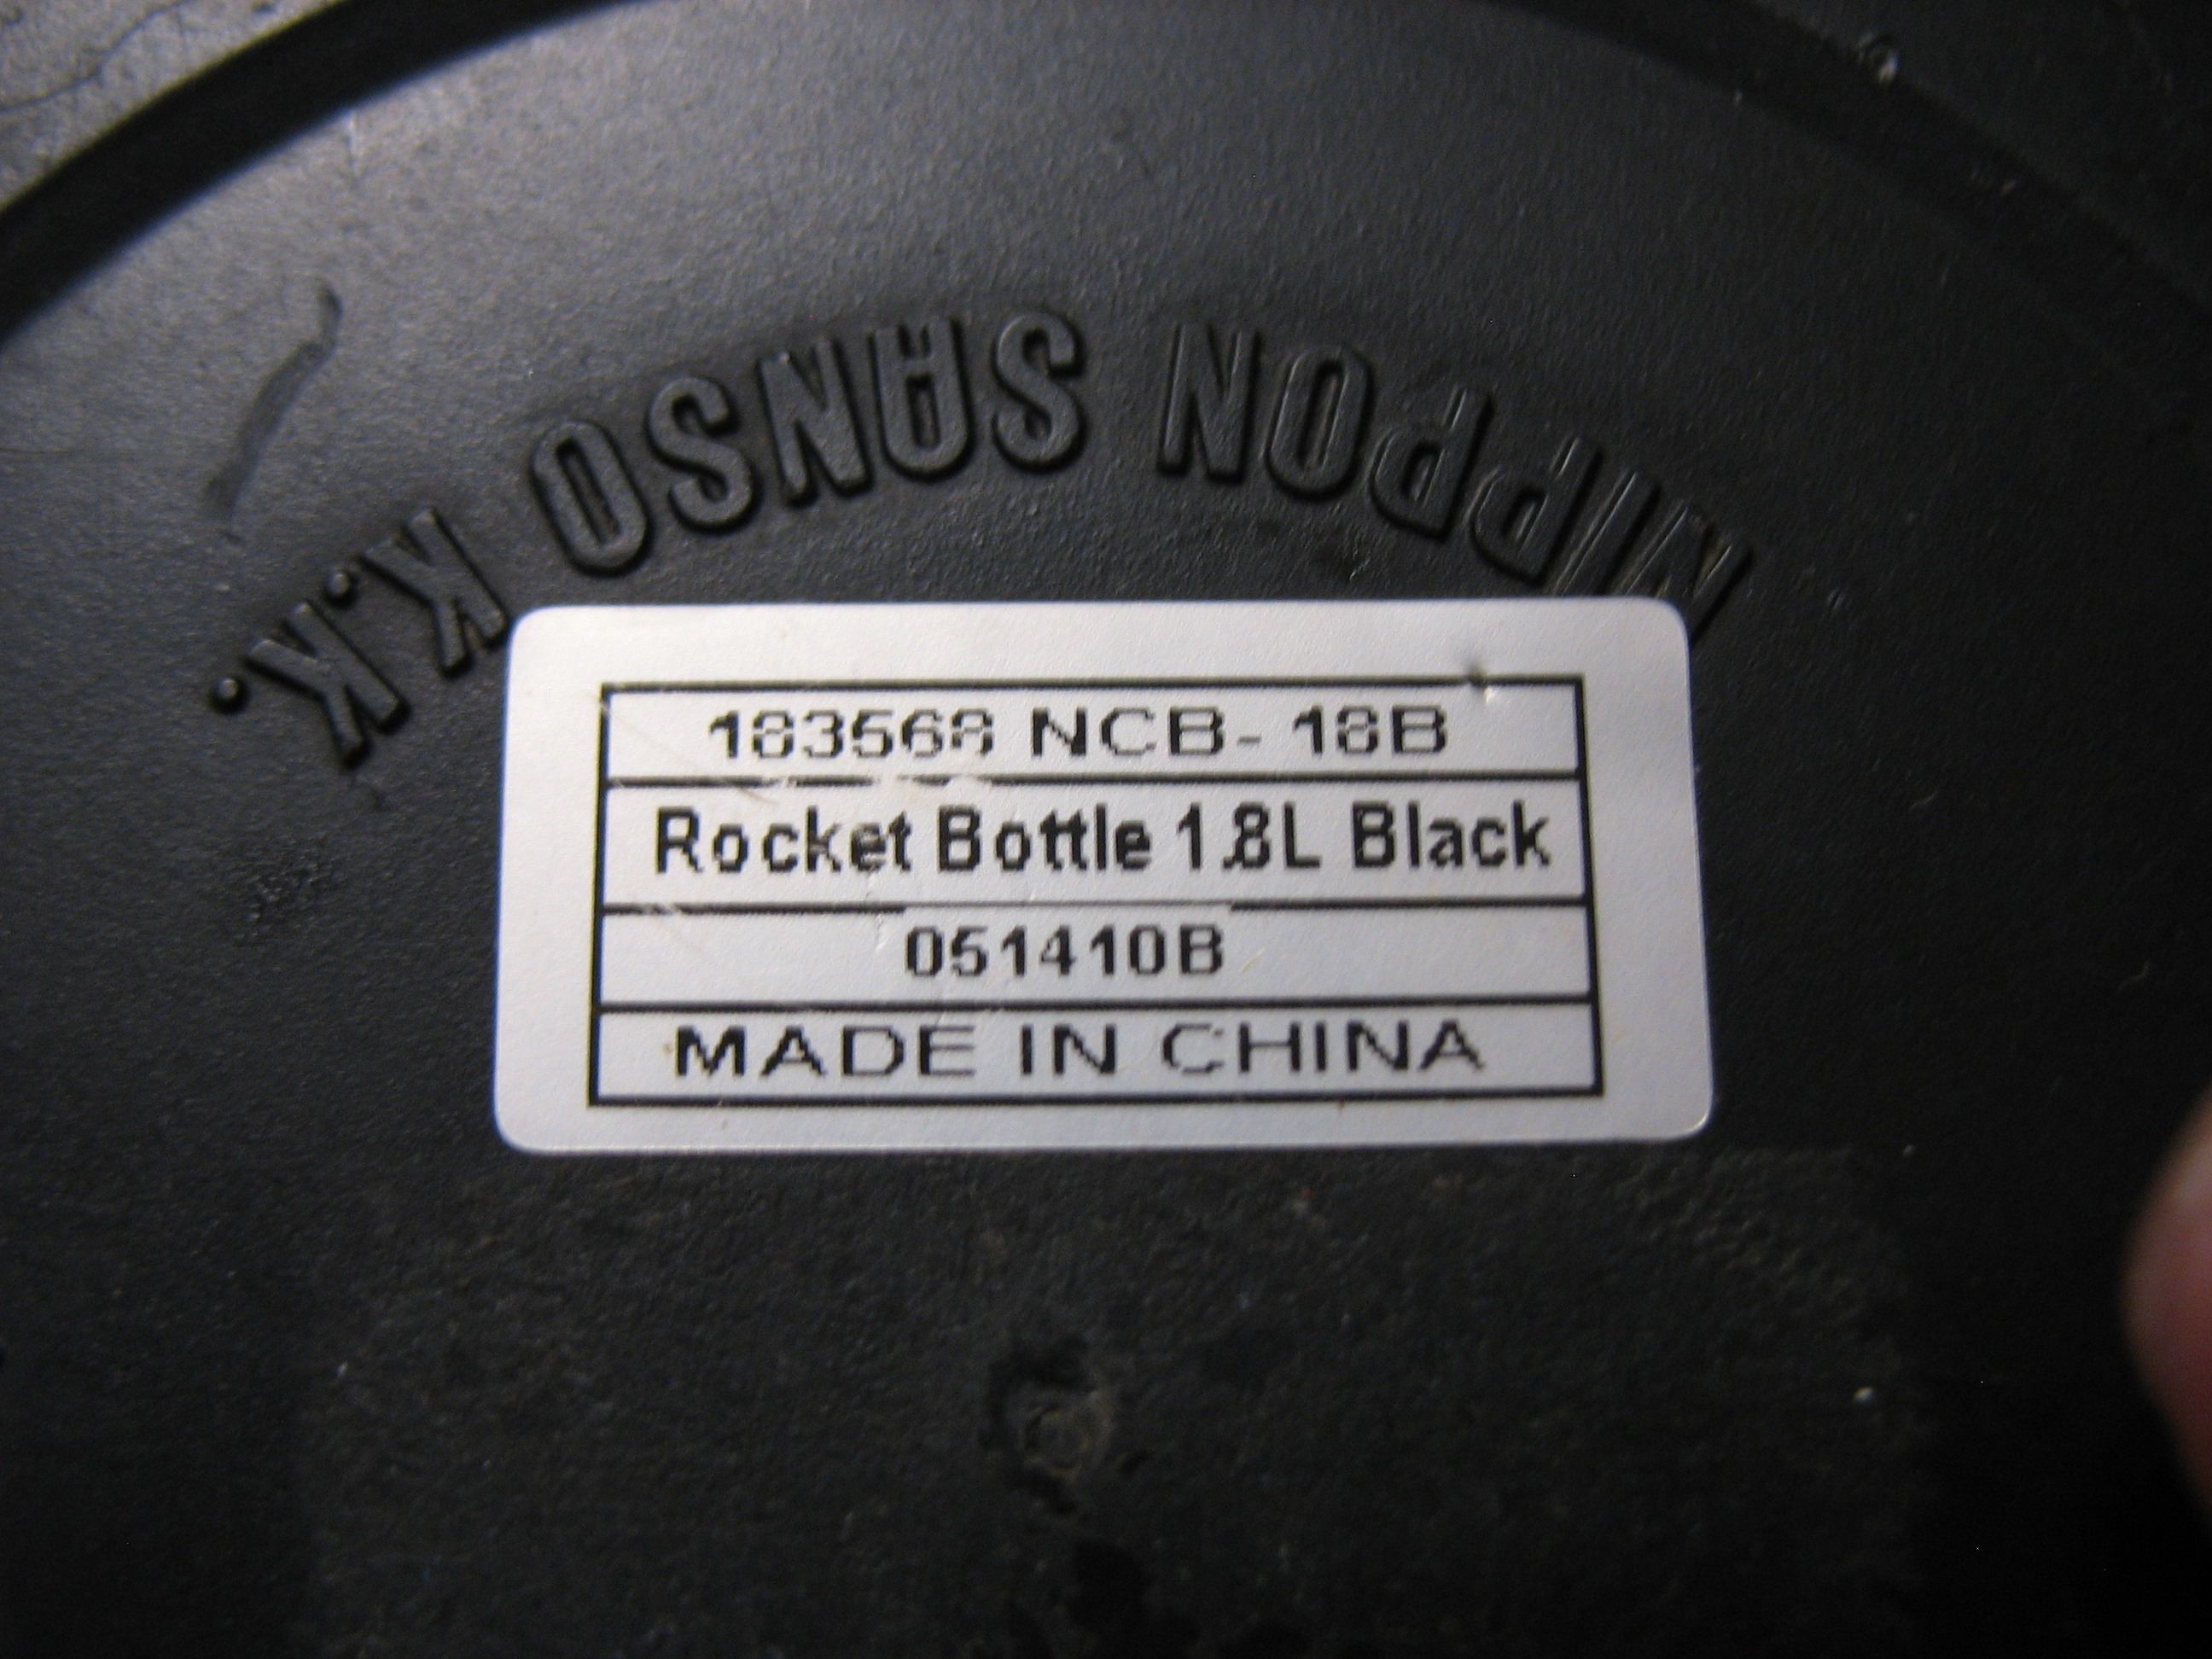 NIPPON SANSO K.K.
183568 NCB-18B
Rocket Bottle 1.8L Black
051410B
MADE IN CHINA